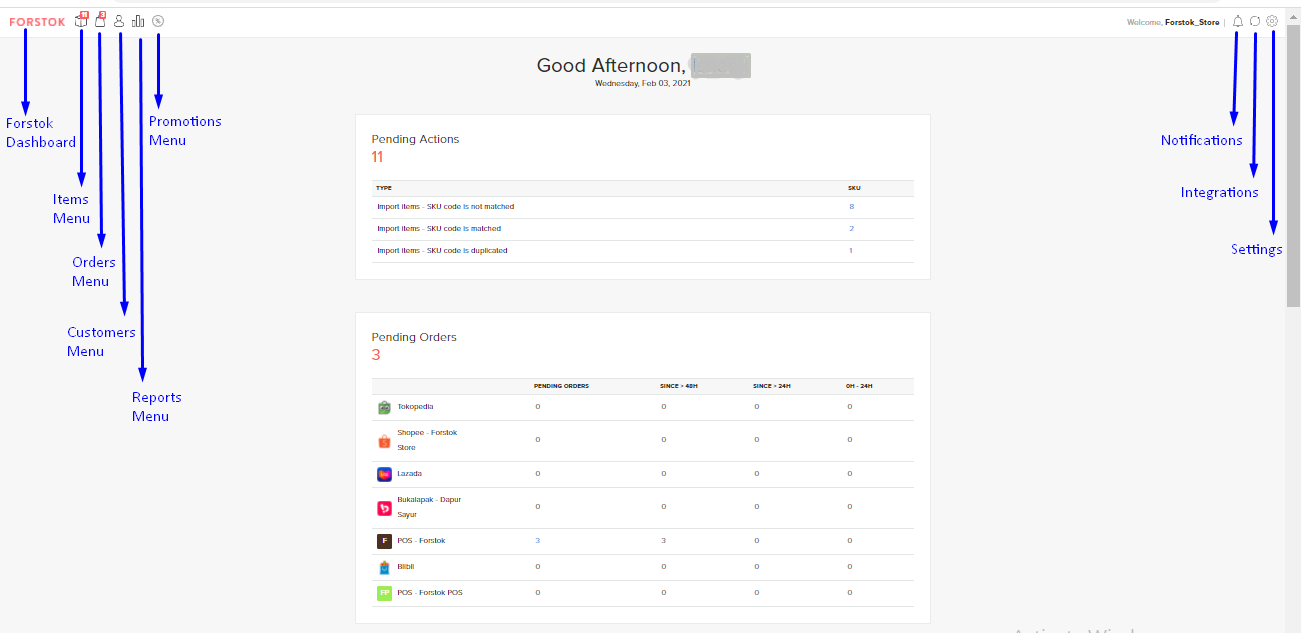 FORSTOK
Welcome, Forstok_Store |
Good Afternoon,
Wednesday, Feb 03, 2021
Forstok
Dashboard
Items
Menu
Orders
Menu
Customers
Menu
Reports
Menu
Promotions
Menu
Notifications
Integrations
Settings
Pending Actions
11
TYPE SKU
Import items - SKU code is not matched 8
Import items - SKU code is matched 2
Import items - SKU code is duplicated 1
Pending Orders
3
PENDING ORDERS SINCE > 48H SINCE > 24H 0H - 24H
Tokopedia 0 0 0 0
Shopee - Forstok
Store 0 0 0 0
Lazada 0 0 0 0
Bukalapak - Dapur
Sayur 0 0 0 0
F POS - Forstok 3 3 0 0
Blibli 0 0 0 0
FP POS - Forstok POS 0 0 0 0